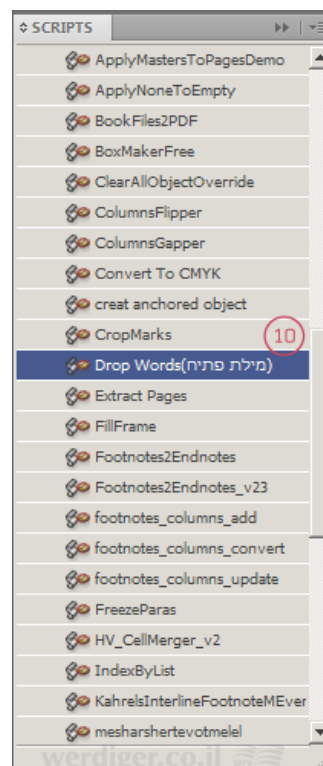 SCRIPTS
ApplyMastersToPagesDemo
ApplyNoneToEmpty
BookFiles2PDF
BoxMakerFree
ClearAllObjectOverride
ColumnsFlipper
ColumnsGapper
Convert To CMYK
creat anchored object
CropMarks 10
Drop Words(מילת פתיח)
Extract Pages
FillFrame
Footnotes2Endnotes
Footnotes2Endnotes_v23
footnotes_columns_add
footnotes_columns_convert
footnotes_columns_update
FreezeParas
HV_CellMerger_v2
IndexByList
KahrelsInterlineFootnoteMEver
mesharshertevotmelel
werdiger.co.il